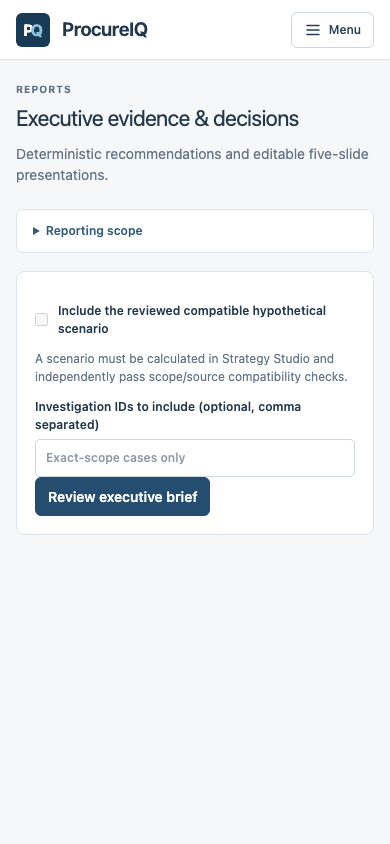 PQ
ProcureIQ
Menu
REPORTS
Executive evidence & decisions
Deterministic recommendations and editable five-slide
presentations.
Reporting scope
Include the reviewed compatible hypothetical
scenario
A scenario must be calculated in Strategy Studio and
independently pass scope/source compatibility checks.
Investigation IDs to include (optional, comma
separated)
Exact-scope cases only
Review executive brief